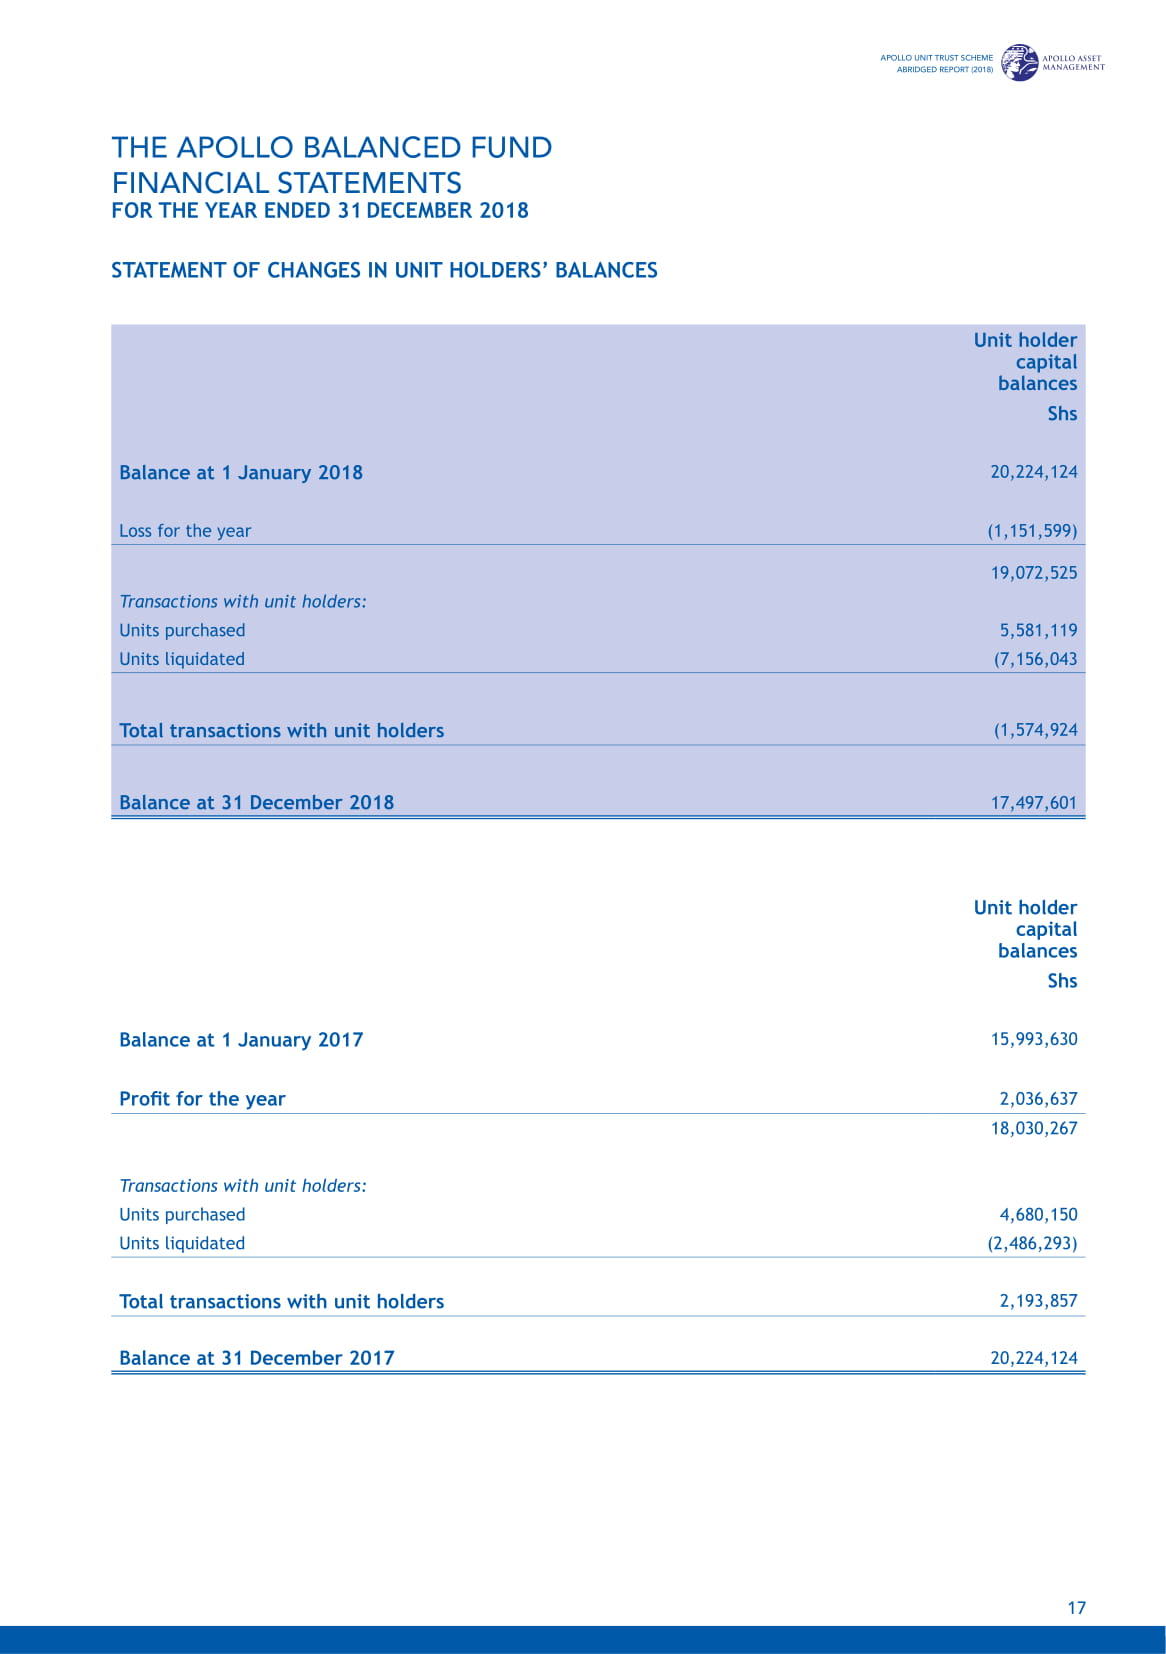 APOLLO UNIT TRUST SCHEME
ABRIDGED REPORT (2018)
APOLLO ASSET
MANAGEMENT
THE APOLLO BALANCED FUND
FINANCIAL STATEMENTS
FOR THE YEAR ENDED 31 DECEMBER 2018
STATEMENT OF CHANGES IN UNIT HOLDERS’ BALANCES
Unit holder
capital
balances
Shs
Balance at 1 January 2018 20,224,124
Loss for the year (1,151,599)
19,072,525
Transactions with unit holders:
Units purchased 5,581,119
Units liquidated (7,156,043
Total transactions with unit holders (1,574,924
Balance at 31 December 2018 17,497,601
Unit holder
capital
balances
Shs
Balance at 1 January 2017 15,993,630
Profit for the year 2,036,637
18,030,267
Transactions with unit holders:
Units purchased 4,680,150
Units liquidated (2,486,293)
Total transactions with unit holders 2,193,857
Balance at 31 December 2017 20,224,124
17